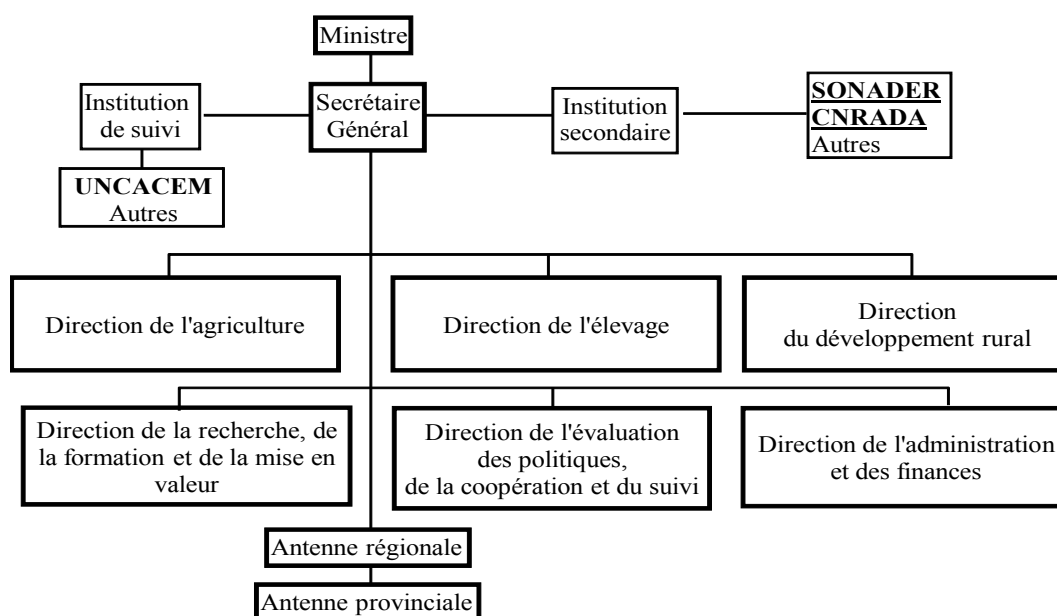 Ministre
Institution
de suivi
Secrétaire
Général
Institution
secondaire
SONADER
CNRADA
Autres
UNCACEM
Autres
Direction de l'agriculture
Direction de l'élevage
Direction
du développement rural
Direction de la recherche, de
la formation et de la mise en
valeur
Direction de l'évaluation
des politiques,
de la coopération et du suivi
Direction de l'administration
et des finances
Antenne régionale
Antenne provinciale